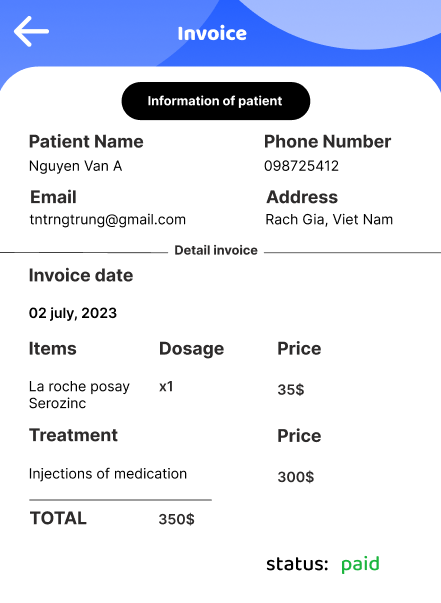 Invoice
Information of patient
Patient Name Phone Number
Nguyen Van A 098725412
Email Address
tntrngtrung@gmail.com Rach Gia, Viet Nam
Detail invoice
Invoice date
02 july, 2023
Items Dosage Price
La roche posay x1 35$
Serozinc
Treatment Price
Injections of medication 300$
TOTAL 350$
status: paid